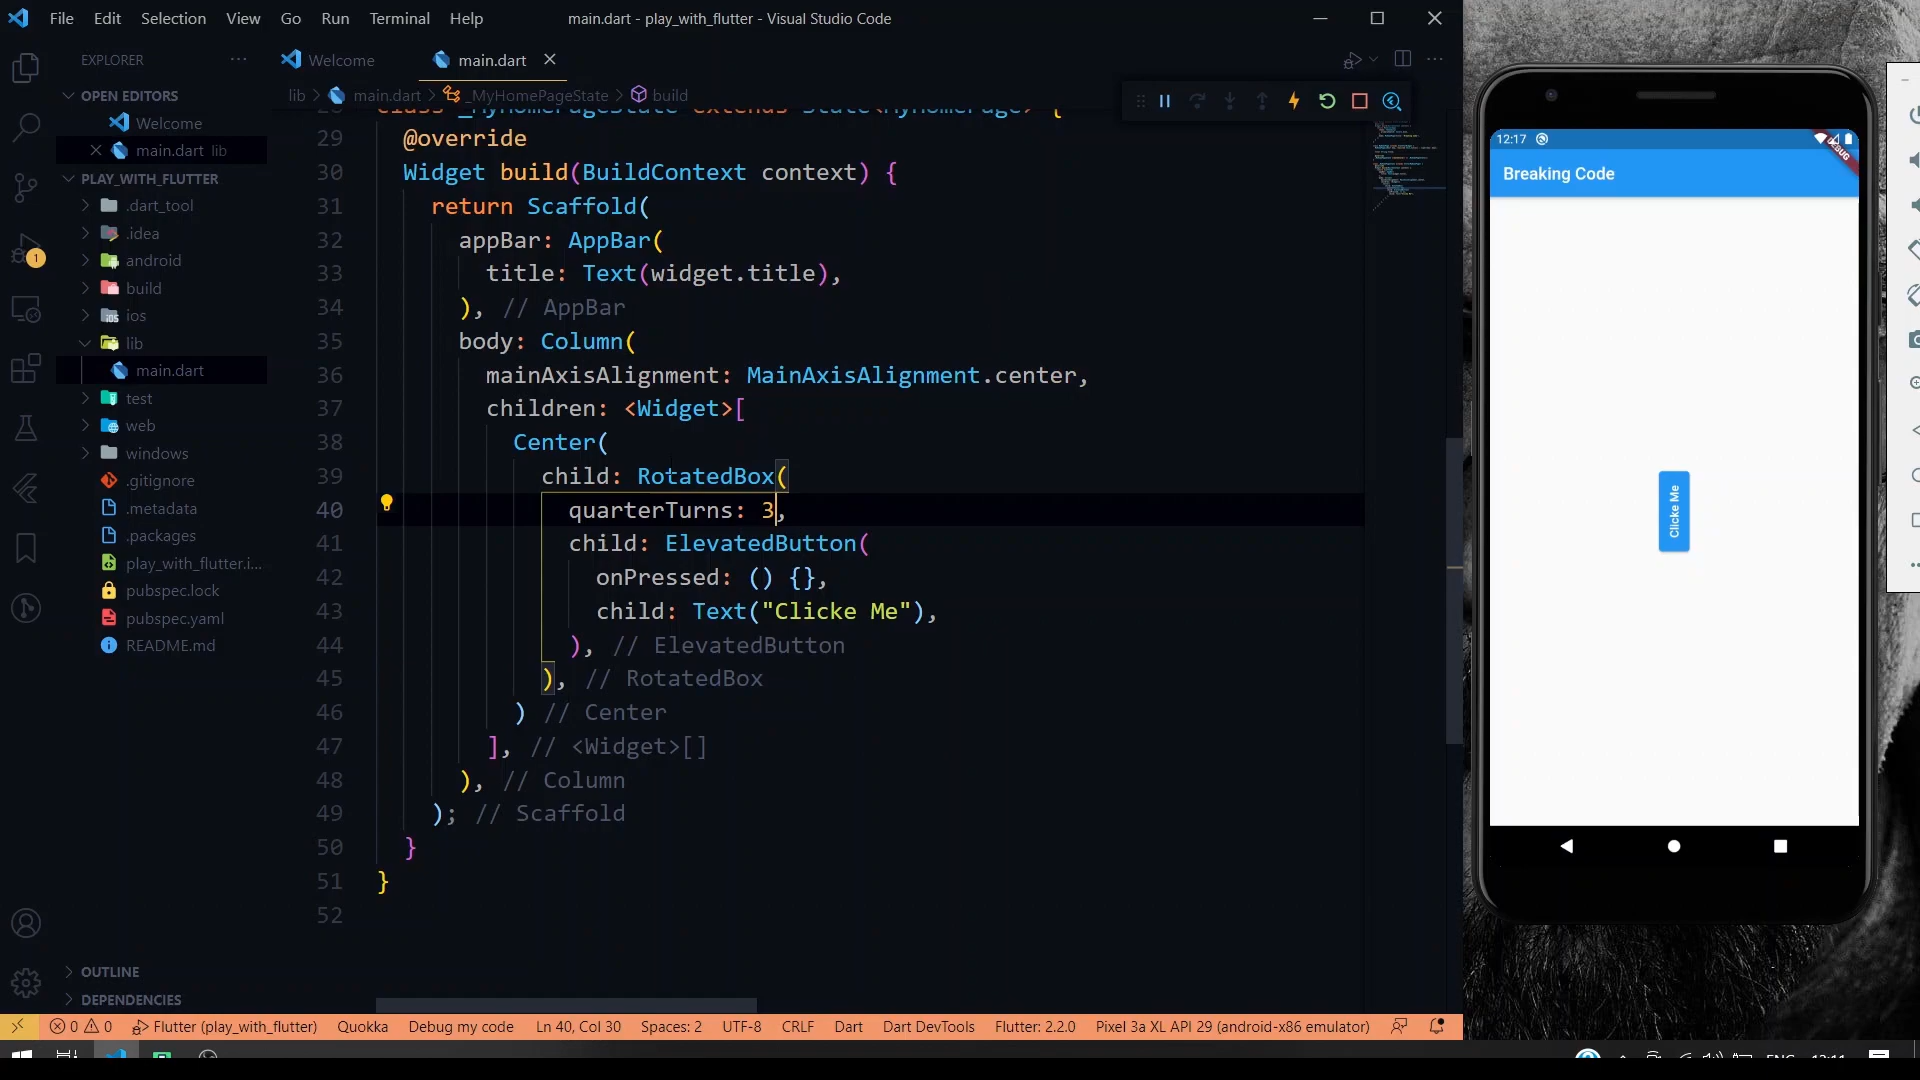 File Edit Selection View Go Run Terminal Help
main.dart - play_with_flutter - Visual Studio Code
EXPLORER
Welcome
main.dart
OPEN EDITORS
Welcome
main.dart lib
PLAY_WITH_FLUTTER
.dart_tool
.idea
android
build
ios
lib
main.dart
test
web
windows
.gitignore
.metadata
.packages
play_with_flutter.i...
pubspec.lock
pubspec.yaml
README.md
OUTLINE
DEPENDENCIES
1
lib > main.dart > _MyHomePageState > build
28 class _MyHomePageState extends State<MyHomePage> {
29 @override
30 Widget build(BuildContext context) {
31 return Scaffold(
32 appBar: AppBar(
33 title: Text(widget.title),
34 ), // AppBar
35 body: Column(
36 mainAxisAlignment: MainAxisAlignment.center,
37 children: <Widget>[
38 Center(
39 child: RotatedBox(
40 quarterTurns: 3,
41 child: ElevatedButton(
42 onPressed: () {},
43 child: Text("Clicke Me"),
44 ), // ElevatedButton
45 ), // RotatedBox
46 ) // Center
47 ], // <Widget>[]
48 ), // Column
49 ); // Scaffold
50 }
51 }
52
0 0 Flutter (play_with_flutter) Quokka Debug my code Ln 40, Col 30 Spaces: 2 UTF-8 CRLF Dart Dart DevTools Flutter: 2.2.0 Pixel 3a XL API 29 (android-x86 emulator)
12:17
DEBUG
Breaking Code
Clicke Me